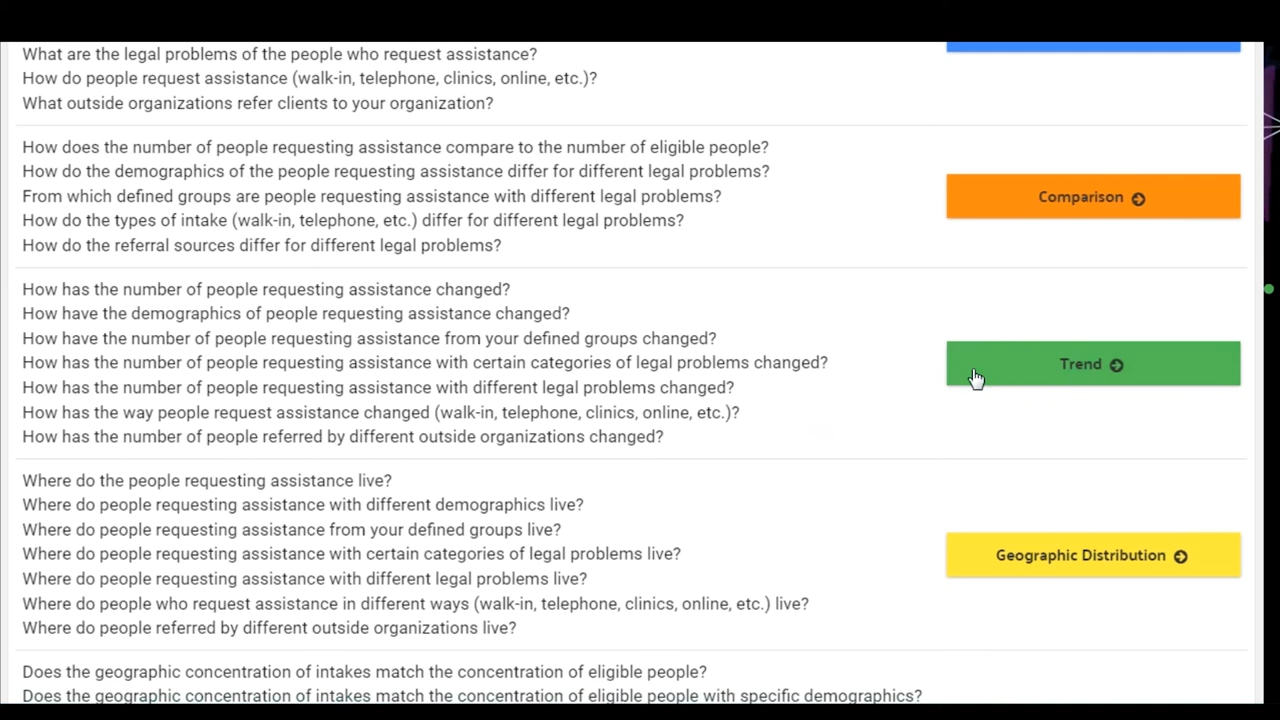 What are the legal problems of the people who request assistance?
How do people request assistance (walk-in, telephone, clinics, online, etc.)?
What outside organizations refer clients to your organization?
How does the number of people requesting assistance compare to the number of eligible people?
How do the demographics of the people requesting assistance differ for different legal problems?
From which defined groups are people requesting assistance with different legal problems?
How do the types of intake (walk-in, telephone, etc.) differ for different legal problems?
How do the referral sources differ for different legal problems?
Comparison
How has the number of people requesting assistance changed?
How have the demographics of people requesting assistance changed?
How have the number of people requesting assistance from your defined groups changed?
How has the number of people requesting assistance with certain categories of legal problems changed?
How has the number of people requesting assistance with different legal problems changed?
How has the way people request assistance changed (walk-in, telephone, clinics, online, etc.)?
How has the number of people referred by different outside organizations changed?
Trend
Where do the people requesting assistance live?
Where do people requesting assistance with different demographics live?
Where do people requesting assistance from your defined groups live?
Where do people requesting assistance with certain categories of legal problems live?
Where do people requesting assistance with different legal problems live?
Where do people who request assistance in different ways (walk-in, telephone, clinics, online, etc.) live?
Where do people referred by different outside organizations live?
Geographic Distribution
Does the geographic concentration of intakes match the concentration of eligible people?
Does the geographic concentration of intakes match the concentration of eligible people with specific demographics?